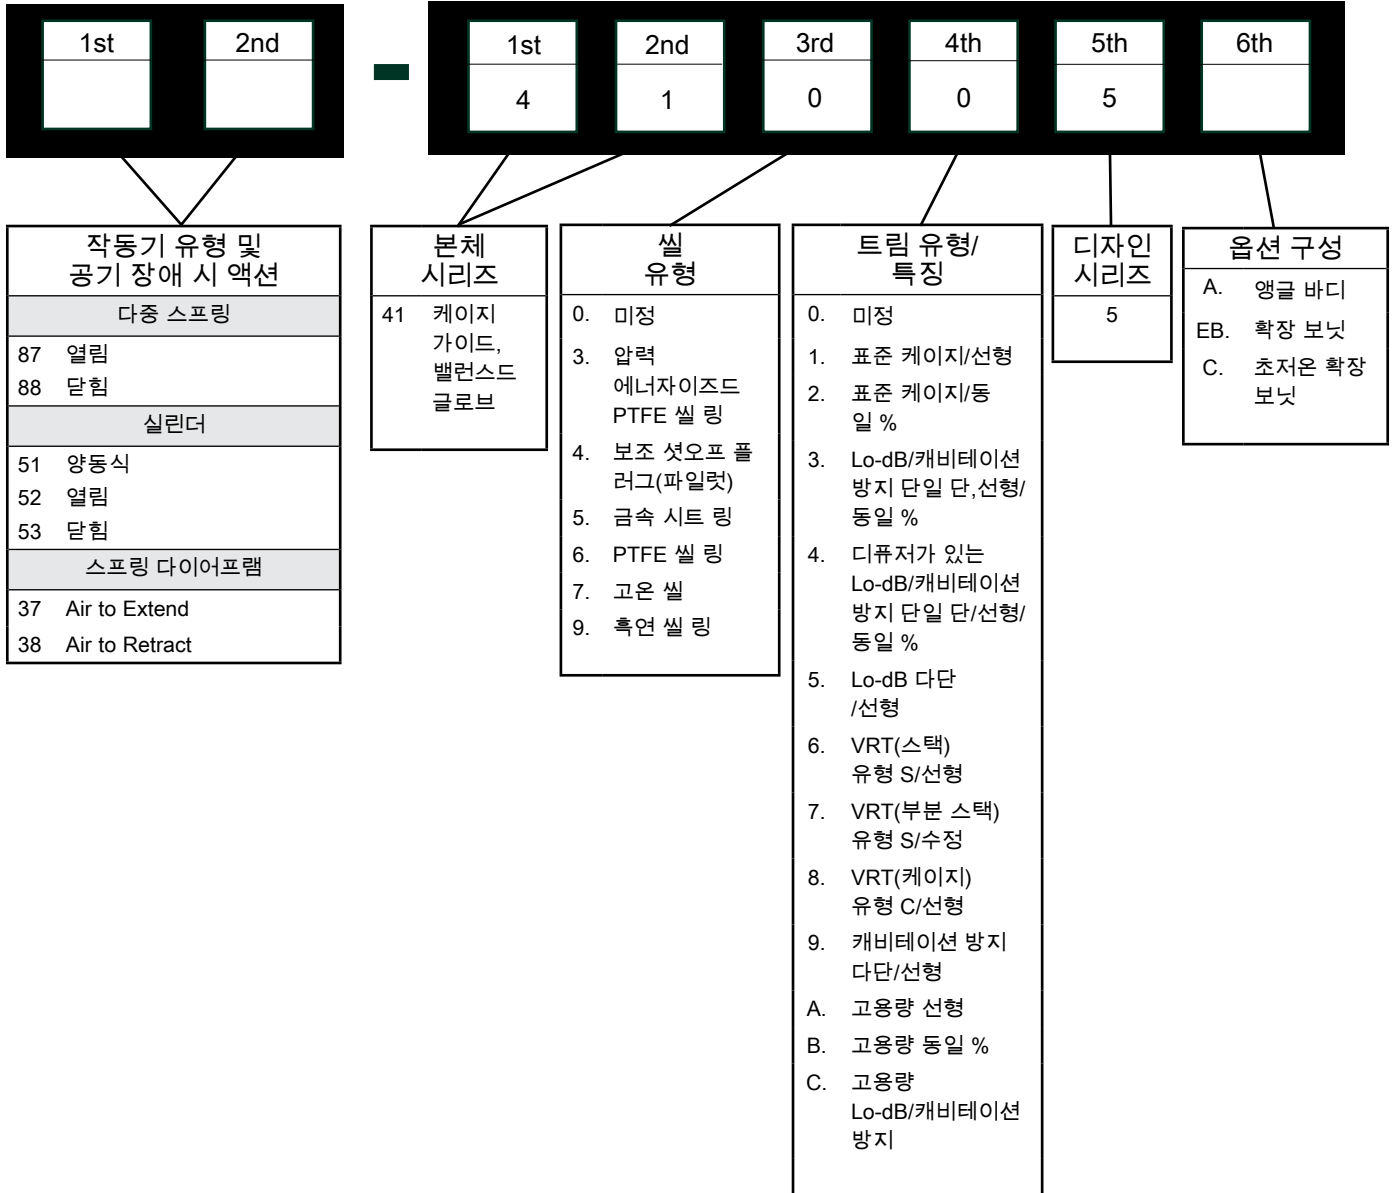 1st 2nd 1st 2nd 3rd 4th 5th 6th
4 1 0 0 5
작동기 유형 및
공기 장애 시 액션
다중 스프링
87 열림
88 닫힘
실린더
51 양동식
52 열림
53 닫힘
스프링 다이어프램
37 Air to Extend
38 Air to Retract
본체
시리즈
41 케이지
가이드,
밸런스드
글로브
씰
유형
0. 미정
3. 압력
에너자이즈드
PTFE 씰 링
4. 보조 셧오프 플
러그(파일럿)
5. 금속 시트 링
6. PTFE 씰 링
7. 고온 씰
9. 흑연 씰 링
트림 유형/
특징
0. 미정
1. 표준 케이지/선형
2. 표준 케이지/동
일 %
3. Lo-dB/캐비테이션
방지 단일 단,선형/
동일 %
4. 디퓨저가 있는
Lo-dB/캐비테이션
방지 단일 단/선형/
동일 %
5. Lo-dB 다단
/선형
6. VRT(스택)
유형 S/선형
7. VRT(부분 스택)
유형 S/수정
8. VRT(케이지)
유형 C/선형
9. 캐비테이션 방지
다단/선형
A. 고용량 선형
B. 고용량 동일 %
C. 고용량
Lo-dB/캐비테이션
방지
디자인
시리즈
5
옵션 구성
A. 앵글 바디
EB. 확장 보닛
C. 초저온 확장
보닛